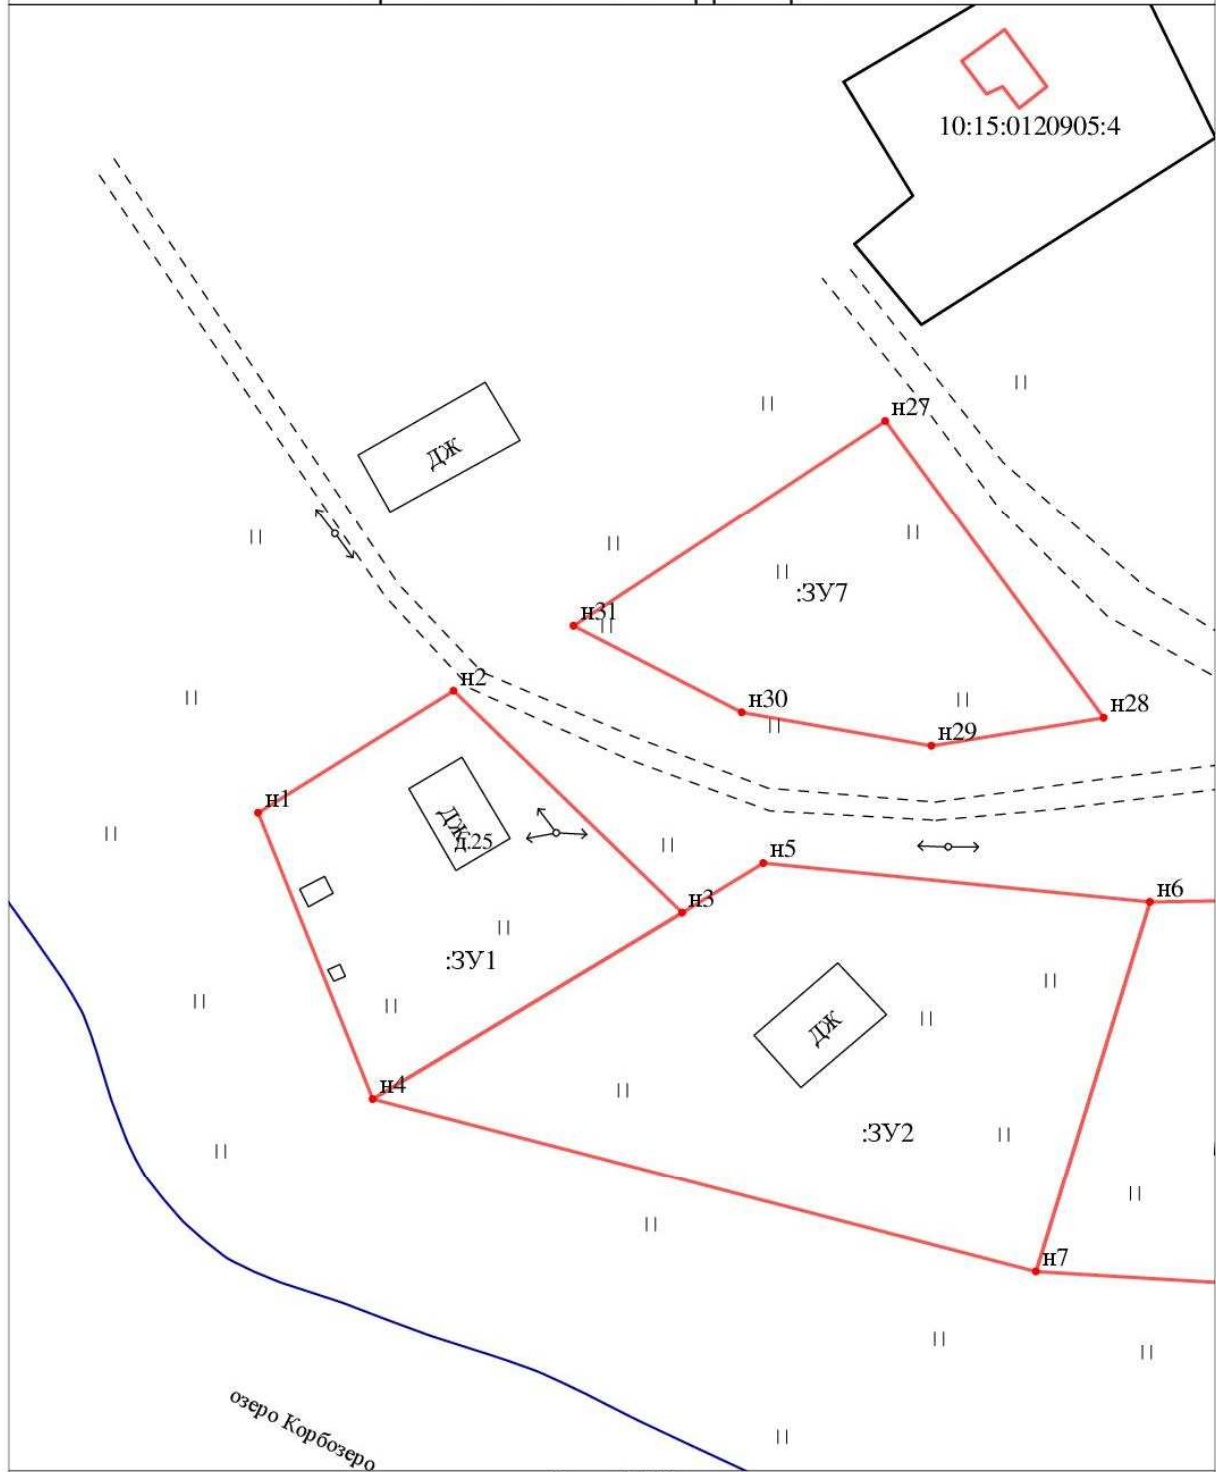 10:15:0120905:4
н27
ДЖ
:ЗУ7
н31
н2
н30
н28
н29
н1
ДЖ
д.25
н5
н3
н6
:ЗУ1
ДЖ
н4
:ЗУ2
н7
озеро Корбозеро